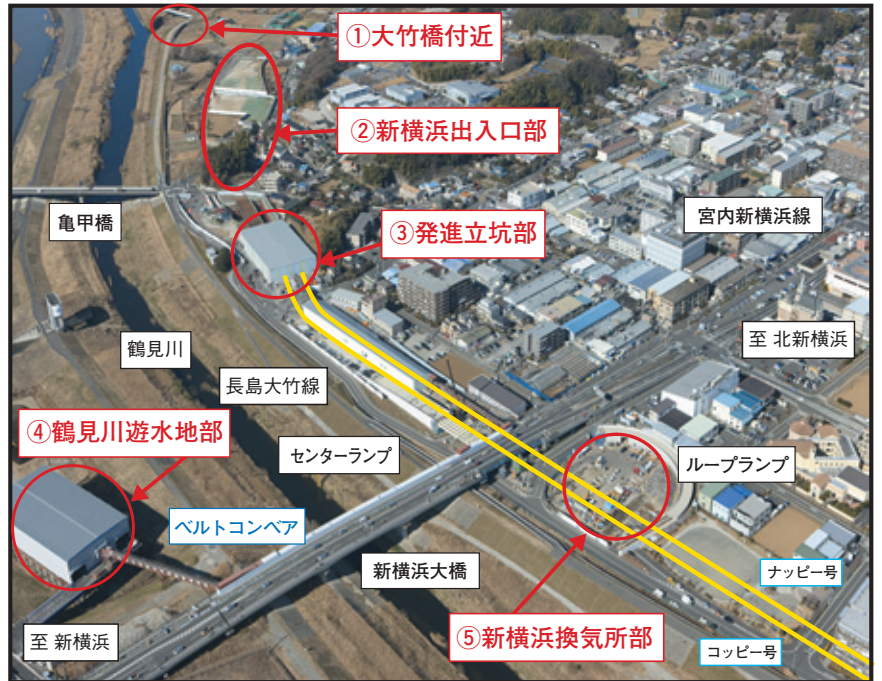 ①大竹橋付近
②新横浜出入口部
亀甲橋
③発進立坑部
宮内新横浜線
鶴見川
至 北新横浜
長島大竹線
④鶴見川遊水地部
センターランプ
ループランプ
ベルトコンベア
新横浜大橋
ナッピー号
至 新横浜
⑤新横浜換気所部
コッピー号